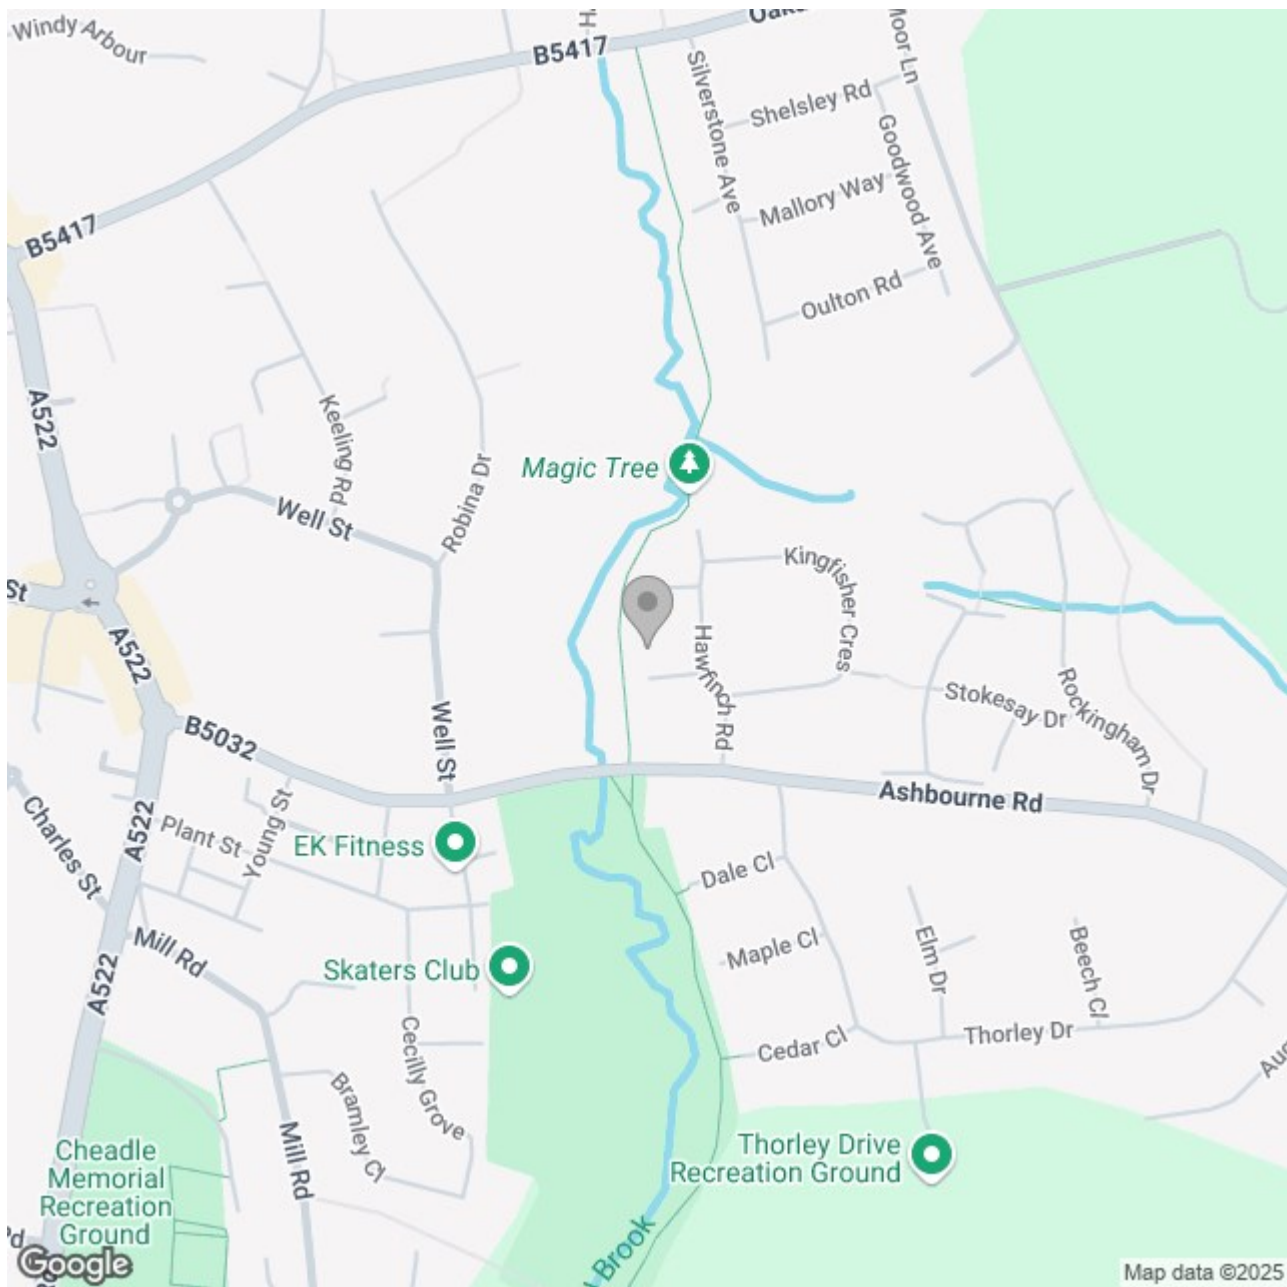 Windy Arbour
B5417
Silverstone Ave
Shelsley Rd
Moor Ln
Goodwood Ave
Mallory Way
B5417
Oulton Rd
A522
Keeling Rd
Robina Dr
Magic Tree
Well St
Kingfisher Cres
St
A522
Hawfinch Rd
Stokesay Dr
Rockingham Dr
B5032
Well St
Ashbourne Rd
Charles St
A522
Plant St
Young St
EK Fitness
Dale Cl
Mill Rd
Maple Cl
Elm Dr
Beech Cl
Skaters Club
A522
Cecilly Grove
Cedar Cl
Thorley Dr
Bramley Cl
Mill Rd
Cheadle
Memorial
Recreation
Ground
Thorley Drive
Recreation Ground
Brook
Google
Map data ©2025